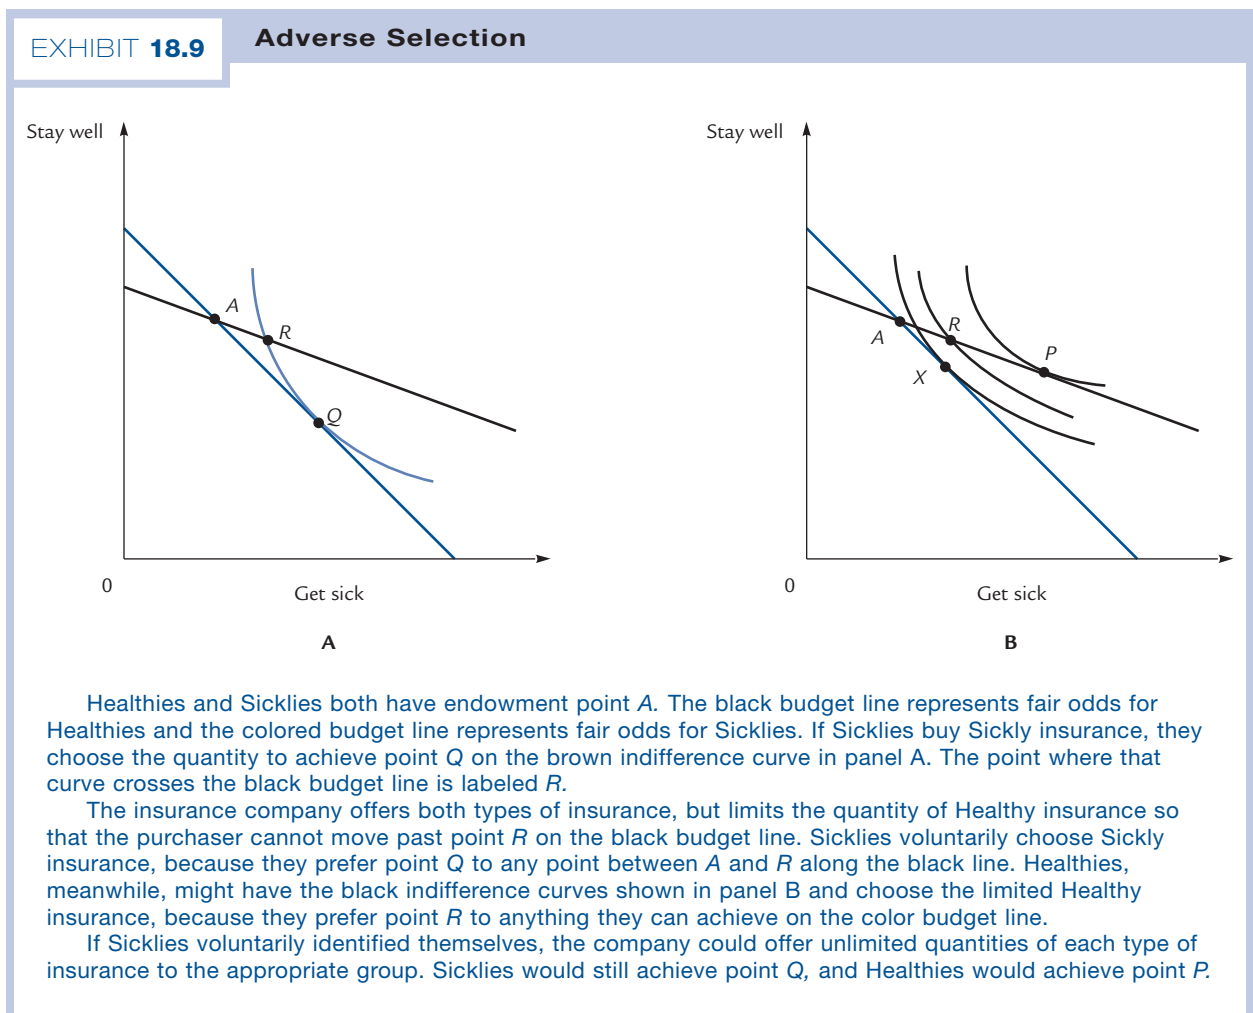 EXHIBIT 18.9
Adverse Selection
Stay well
A
R
Q
0
Get sick
A
Stay well
A
R
X
P
0
Get sick
B
Healthies and Sicklies both have endowment point A. The black budget line represents fair odds for
Healthies and the colored budget line represents fair odds for Sicklies. If Sicklies buy Sickly insurance, they
choose the quantity to achieve point Q on the brown indifference curve in panel A. The point where that
curve crosses the black budget line is labeled R.
The insurance company offers both types of insurance, but limits the quantity of Healthy insurance so
that the purchaser cannot move past point R on the black budget line. Sicklies voluntarily choose Sickly
insurance, because they prefer point Q to any point between A and R along the black line. Healthies,
meanwhile, might have the black indifference curves shown in panel B and choose the limited Healthy
insurance, because they prefer point R to anything they can achieve on the color budget line.
If Sicklies voluntarily identified themselves, the company could offer unlimited quantities of each type of
insurance to the appropriate group. Sicklies would still achieve point Q, and Healthies would achieve point P.